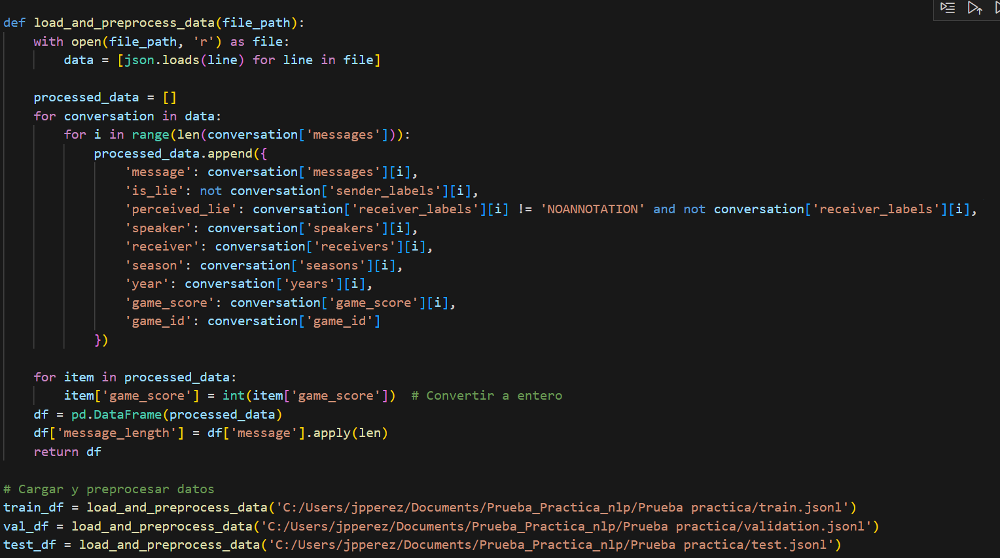 def load_and_preprocess_data(file_path):
    with open(file_path, 'r') as file:
        data = [json.loads(line) for line in file]

    processed_data = []
    for conversation in data:
        for i in range(len(conversation['messages'])):
            processed_data.append({
                'message': conversation['messages'][i],
                'is_lie': not conversation['sender_labels'][i],
                'perceived_lie': conversation['receiver_labels'][i] != 'NOANNOTATION' and not conversation['receiver_labels'][i],
                'speaker': conversation['speakers'][i],
                'receiver': conversation['receivers'][i],
                'season': conversation['seasons'][i],
                'year': conversation['years'][i],
                'game_score': conversation['game_score'][i],
                'game_id': conversation['game_id']
            })

    for item in processed_data:
        item['game_score'] = int(item['game_score'])  # Convertir a entero
    df = pd.DataFrame(processed_data)
    df['message_length'] = df['message'].apply(len)
    return df

# Cargar y preprocesar datos
train_df = load_and_preprocess_data('C:/Users/jpperez/Documents/Prueba_Practica_nlp/Prueba practica/train.jsonl')
val_df = load_and_preprocess_data('C:/Users/jpperez/Documents/Prueba_Practica_nlp/Prueba practica/validation.jsonl')
test_df = load_and_preprocess_data('C:/Users/jpperez/Documents/Prueba_Practica_nlp/Prueba practica/test.jsonl')